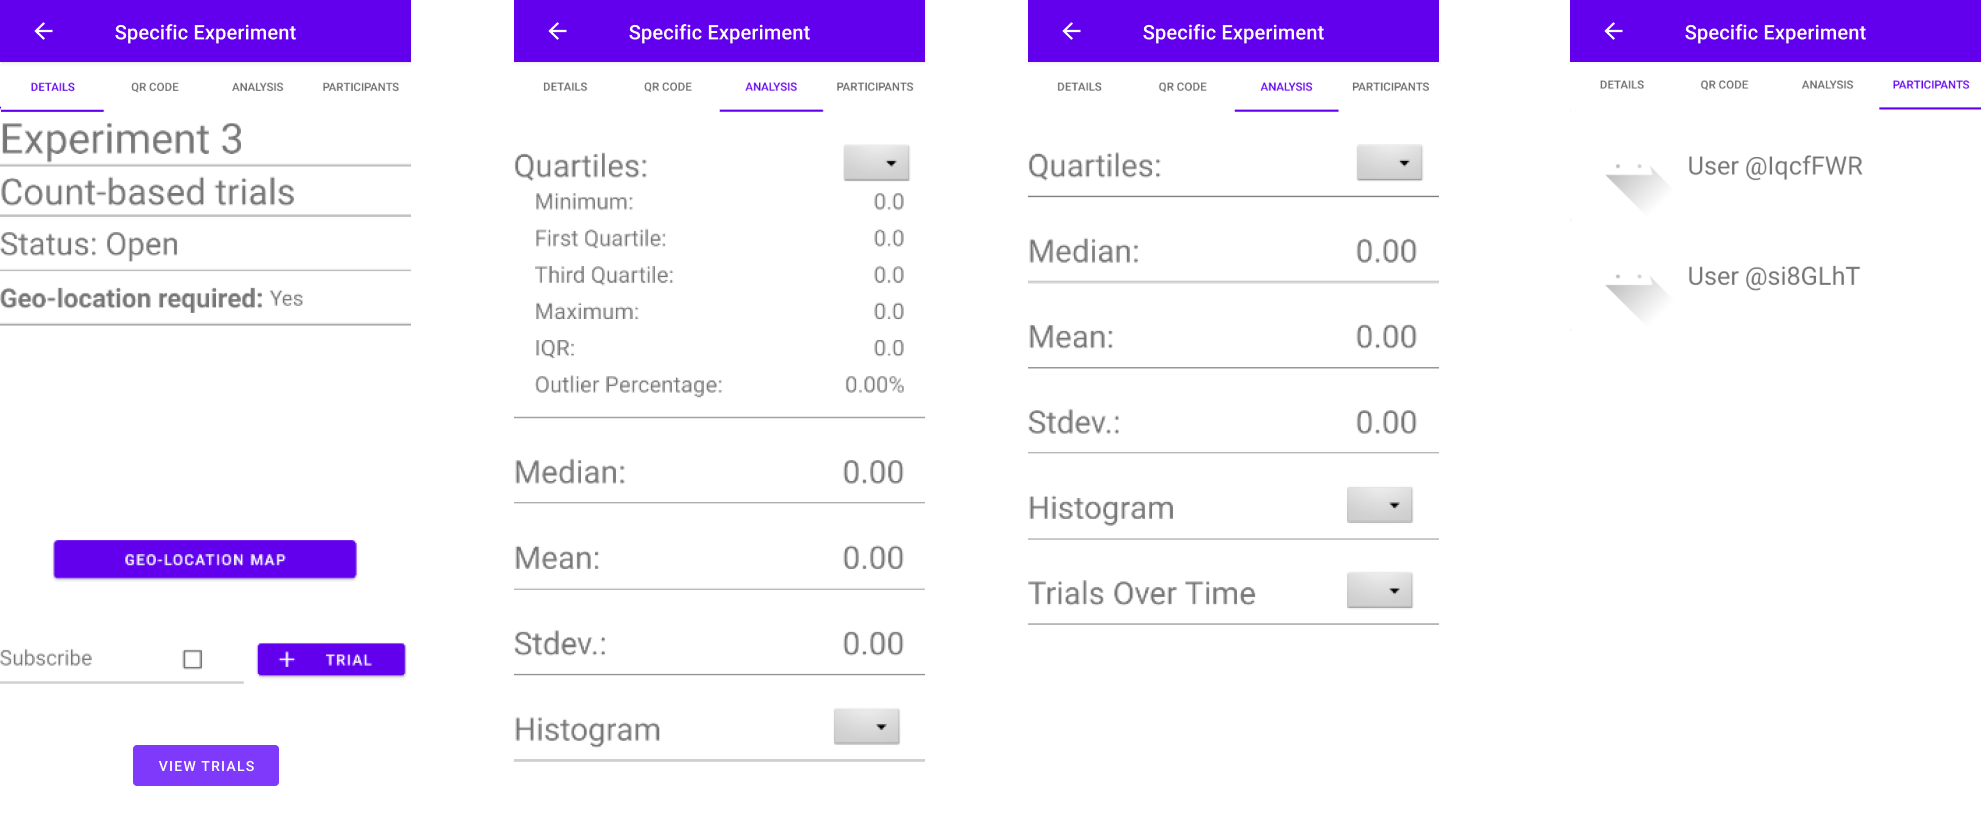 Specific Experiment
DETAILS QR CODE ANALYSIS PARTICIPANTS
Experiment 3
Count-based trials
Status: Open
Geo-location required: Yes
GEO-LOCATION MAP
Subscribe
+ TRIAL
VIEW TRIALS
Specific Experiment
DETAILS QR CODE ANALYSIS PARTICIPANTS
Quartiles:
Minimum: 0.0
First Quartile: 0.0
Third Quartile: 0.0
Maximum: 0.0
IQR: 0.0
Outlier Percentage: 0.00%
Median: 0.00
Mean: 0.00
Stdev.: 0.00
Histogram
Specific Experiment
DETAILS QR CODE ANALYSIS PARTICIPANTS
Quartiles:
Median: 0.00
Mean: 0.00
Stdev.: 0.00
Histogram
Trials Over Time
Specific Experiment
DETAILS QR CODE ANALYSIS PARTICIPANTS
User @IqcfFWR
User @si8GLhT